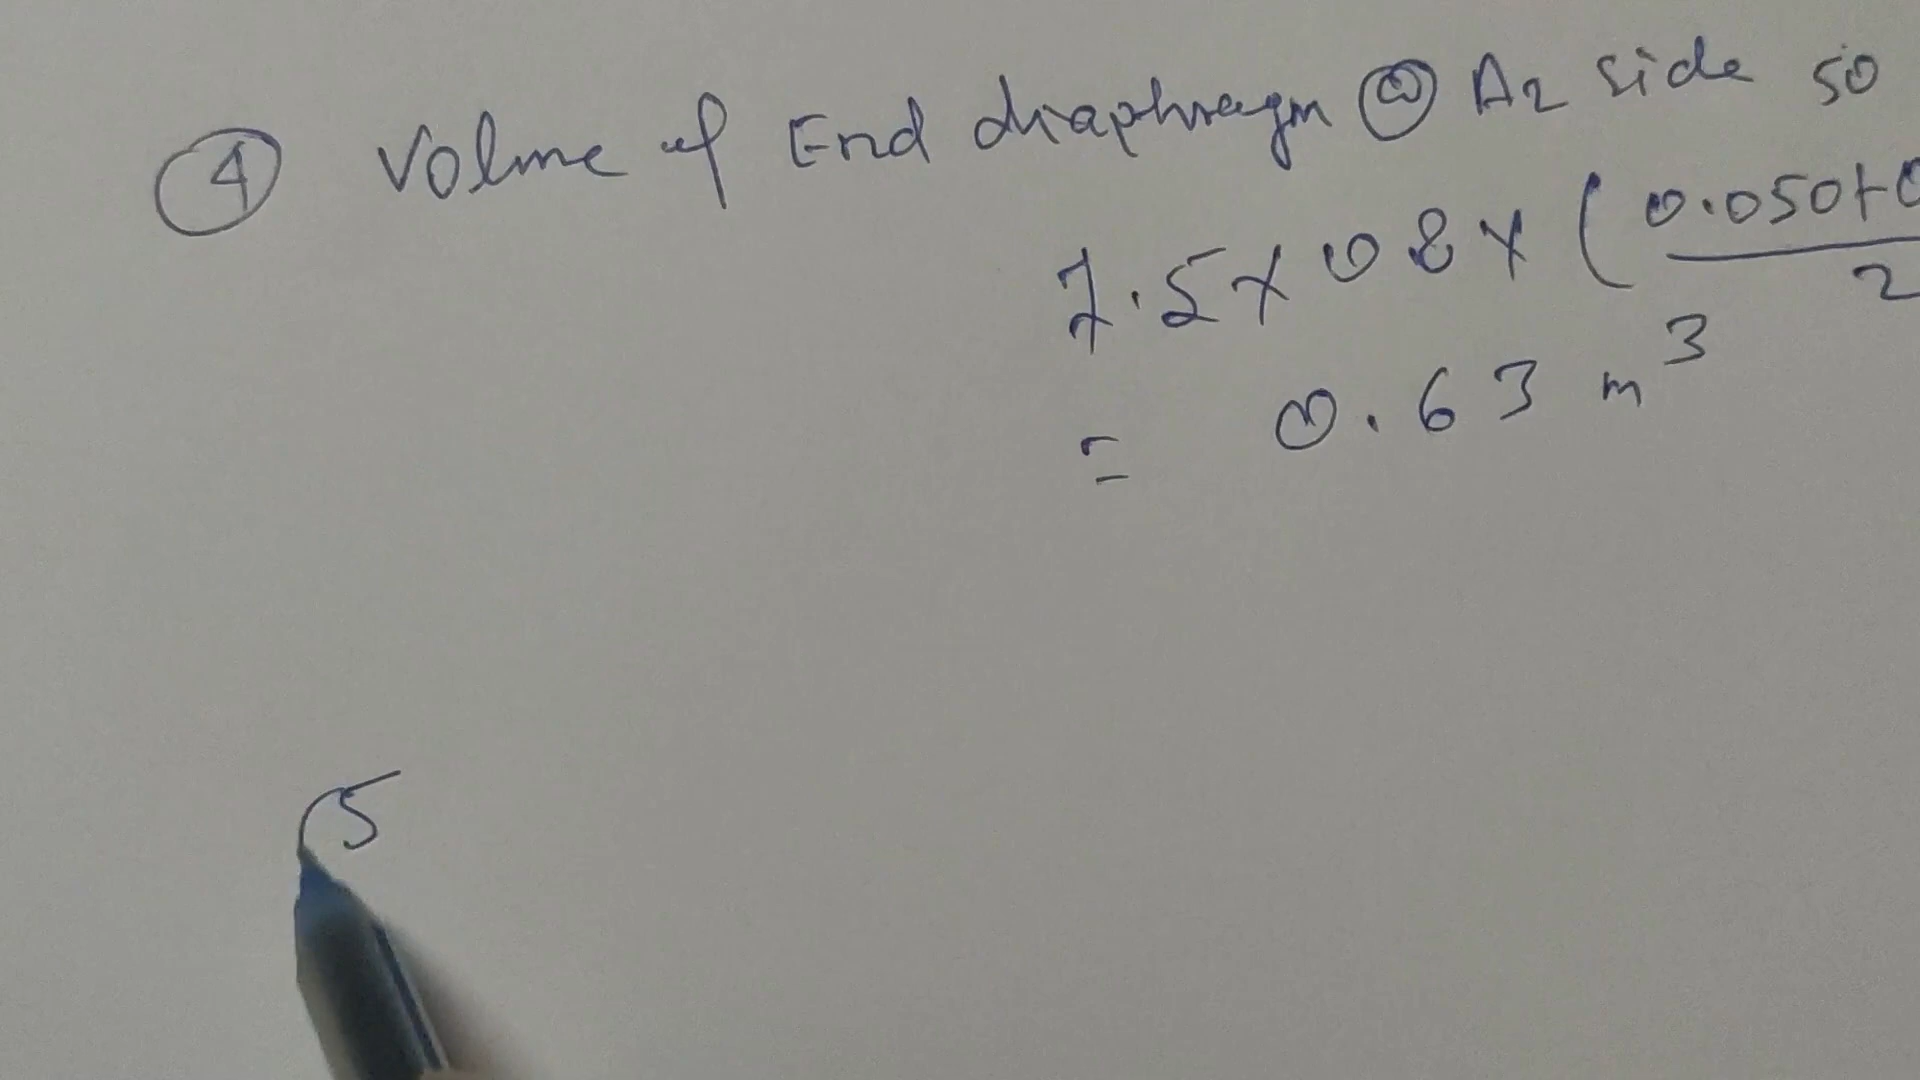 4 Volme of End diaphragm @ A2 side 50
7.5 x 0.8 x ( 0.050+0
2
= 0.63 m³
5